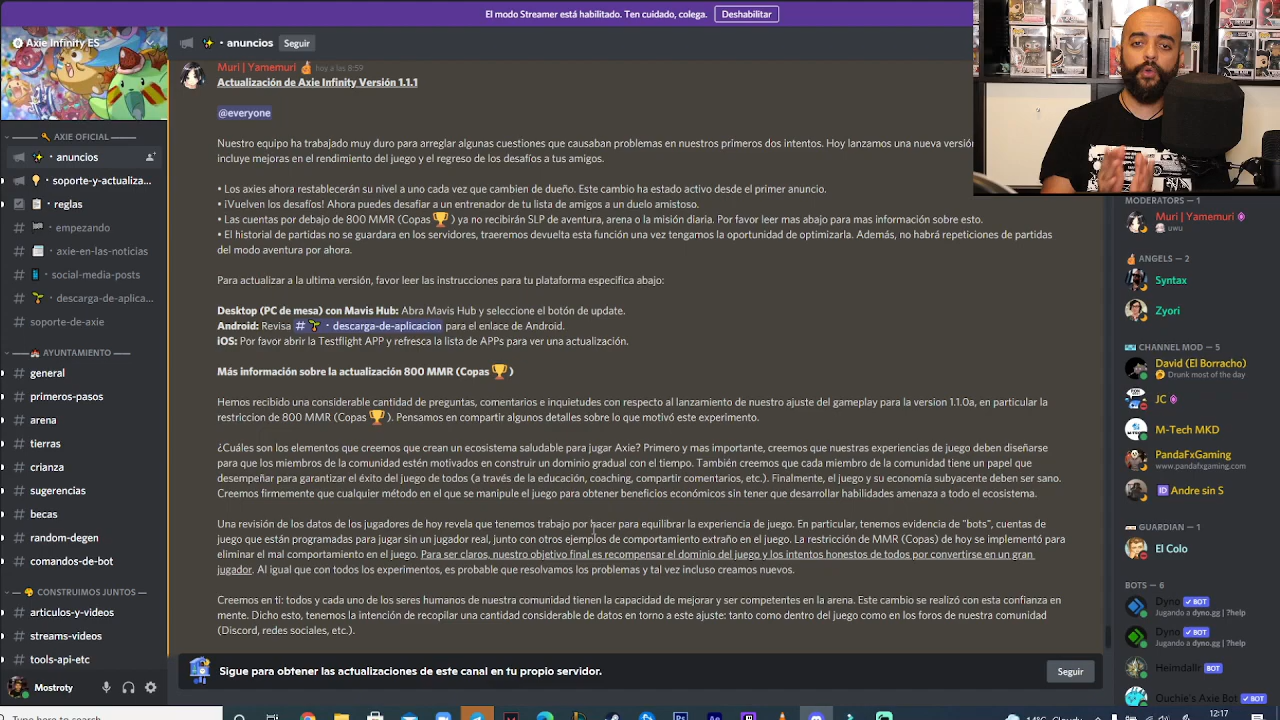 El modo Streamer está habilitado. Ten cuidado, colega.
Deshabilitar
Axie Infinity ES
AXIE OFICIAL
anuncios
soporte-y-actualiza...
reglas
empezando
axie-en-las-noticias
social-media-posts
descarga-de-aplica...
soporte-de-axie
AYUNTAMIENTO
general
primeros-pasos
arena
tierras
crianza
sugerencias
becas
random-degen
comandos-de-bot
CONSTRUIMOS JUNTOS
articulos-y-videos
streams-videos
tools-api-etc
Mostroty
anuncios
Seguir
Muri | Yamemuri hoy a las 8:59
Actualización de Axie Infinity Versión 1.1.1
@everyone
Nuestro equipo ha trabajado muy duro para arreglar algunas cuestiones que causaban problemas en nuestros primeros dos intentos. Hoy lanzamos una nueva versión
incluye mejoras en el rendimiento del juego y el regreso de los desafíos a tus amigos.
• Los axies ahora restablecerán su nivel a uno cada vez que cambien de dueño. Este cambio ha estado activo desde el primer anuncio.
• ¡Vuelven los desafíos! Ahora puedes desafiar a un entrenador de tu lista de amigos a un duelo amistoso.
• Las cuentas por debajo de 800 MMR (Copas 🏆) ya no recibirán SLP de aventura, arena o la misión diaria. Por favor leer mas abajo para mas información sobre esto.
• El historial de partidas no se guardara en los servidores, traeremos devuelta esta función una vez tengamos la oportunidad de optimizarla. Además, no habrá repeticiones de partidas
del modo aventura por ahora.
Para actualizar a la ultima versión, favor leer las instrucciones para tu plataforma especifica abajo:
Desktop (PC de mesa) con Mavis Hub: Abra Mavis Hub y seleccione el botón de update.
Android: Revisa # 🌱・descarga-de-aplicacion para el enlace de Android.
iOS: Por favor abrir la Testflight APP y refresca la lista de APPs para ver una actualización.
Más información sobre la actualización 800 MMR (Copas 🏆)
Hemos recibido una considerable cantidad de preguntas, comentarios e inquietudes con respecto al lanzamiento de nuestro ajuste del gameplay para la version 1.1.0a, en particular la
restriccion de 800 MMR (Copas 🏆). Pensamos en compartir algunos detalles sobre lo que motivó este experimento.
¿Cuáles son los elementos que creemos que crean un ecosistema saludable para jugar Axie? Primero y mas importante, creemos que nuestras experiencias de juego deben diseñarse
para que los miembros de la comunidad estén motivados en construir un dominio gradual con el tiempo. También creemos que cada miembro de la comunidad tiene un papel que
desempeñar para garantizar el éxito del juego de todos (a través de la educación, coaching, compartir comentarios, etc.). Finalmente, el juego y su economía subyacente deben ser sano.
Creemos firmemente que cualquier método en el que se manipule el juego para obtener beneficios económicos sin tener que desarrollar habilidades amenaza a todo el ecosistema.
Una revisión de los datos de los jugadores de hoy revela que tenemos trabajo por hacer para equilibrar la experiencia de juego. En particular, tenemos evidencia de "bots", cuentas de
juego que están programadas para jugar sin un jugador real, junto con otros ejemplos de comportamiento extraño en el juego. La restricción de MMR (Copas) de hoy se implementó para
eliminar el mal comportamiento en el juego. Para ser claros, nuestro objetivo final es recompensar el dominio del juego y los intentos honestos de todos por convertirse en un gran
jugador. Al igual que con todos los experimentos, es probable que resolvamos los problemas y tal vez incluso creamos nuevos.
Creemos en ti: todos y cada uno de los seres humanos de nuestra comunidad tienen la capacidad de mejorar y ser competentes en la arena. Este cambio se realizó con esta confianza en
mente. Dicho esto, tenemos la intención de recopilar una cantidad considerable de datos en torno a este ajuste: tanto como dentro del juego como en los foros de nuestra comunidad
(Discord, redes sociales, etc.).
Sigue para obtener las actualizaciones de este canal en tu propio servidor.
Seguir
MODERATORS — 1
Muri | Yamemuri
uwu
ANGELS — 2
Syntax
Zyori
CHANNEL MOD — 5
David (El Borracho)
Drunk most of the day
JC
M-Tech MKD
PandaFxGaming
www.pandafxgaming.com
Andre sin S
GUARDIAN — 1
El Colo
BOTS — 6
Dyno BOT
Jugando a dyno.gg | ?help
Dyno BOT
Jugando a dyno.gg | ?help
Heimdallr BOT
Ouchie's Axie Bot BOT
Type here to search
12:17